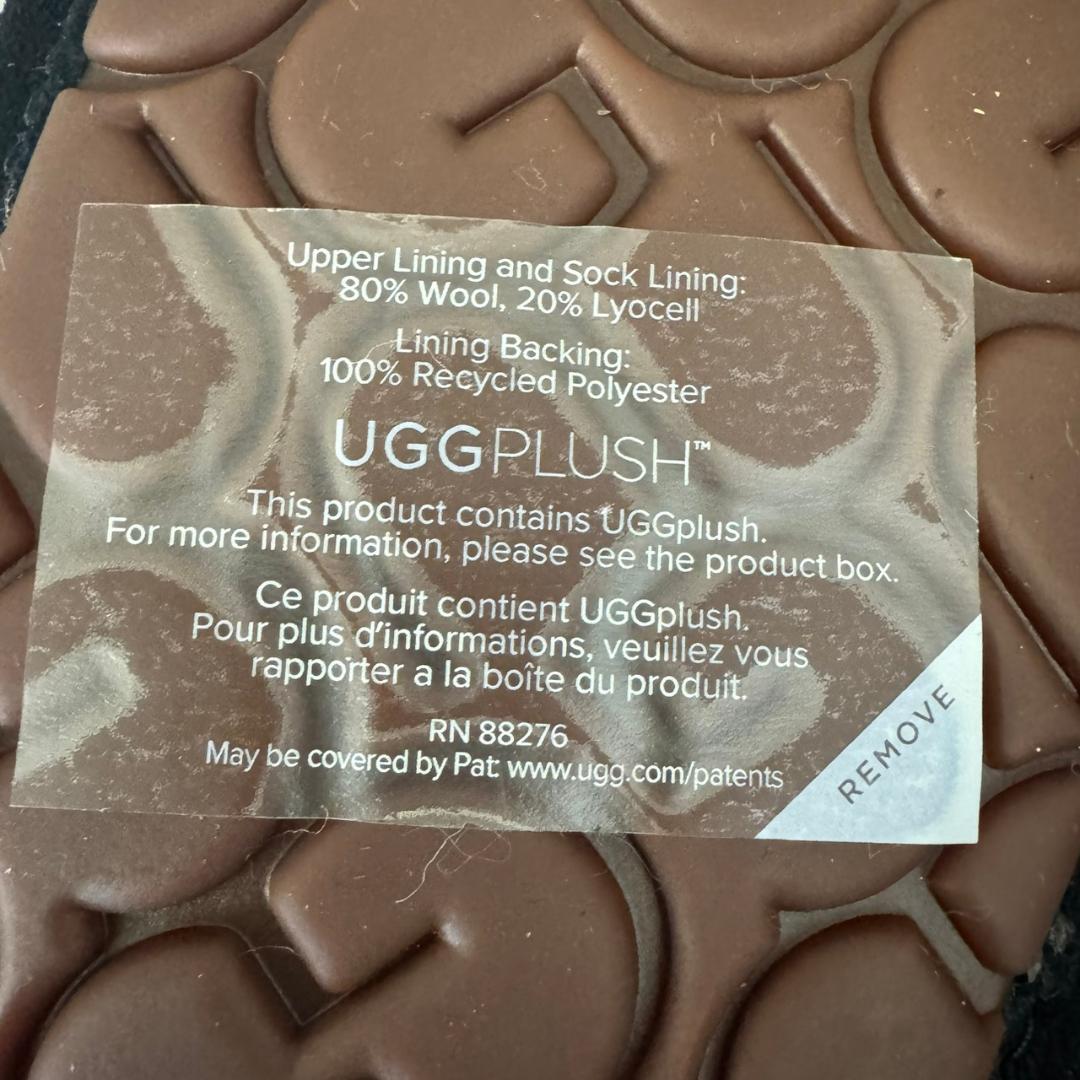 Upper Lining and Sock Lining:
80% Wool, 20% Lyocell
Lining Backing:
100% Recycled Polyester
UGGPLUSH™
This product contains UGGplush.
For more information, please see the product box.
Ce produit contient UGGplush.
Pour plus d'informations, veuillez vous
rapporter a la boîte du produit.
RN 88276
May be covered by Pat: www.ugg.com/patents
REMOVE